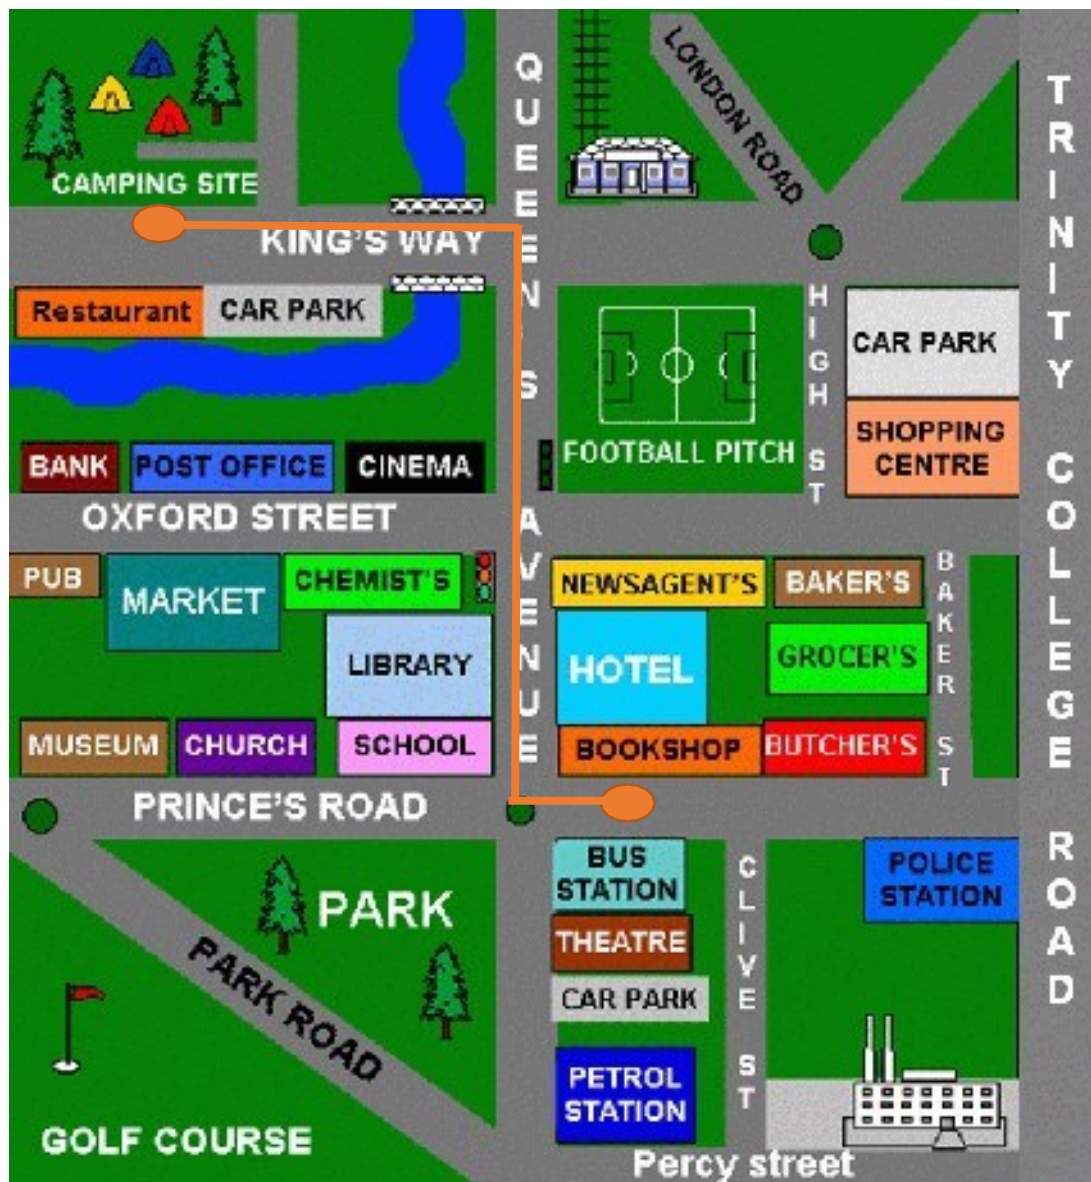 CAMPING SITE
QUEEEN'S AVENUE
LONDON ROAD
TRINITY COLLEGE ROAD
KING'S WAY
Restaurant
CAR PARK
HIGH ST
CAR PARK
FOOTBALL PITCH
SHOPPING
CENTRE
BANK
POST OFFICE
CINEMA
OXFORD STREET
PUB
MARKET
CHEMIST'S
LIBRARY
NEWSAGENT'S
BAKER'S
BAKER ST
HOTEL
GROCER'S
MUSEUM
CHURCH
SCHOOL
BOOKSHOP
BUTCHER'S
PRINCE'S ROAD
PARK
PARK ROAD
BUS
STATION
CLIVE ST
POLICE
STATION
THEATRE
CAR PARK
PETROL
STATION
GOLF COURSE
Percy street